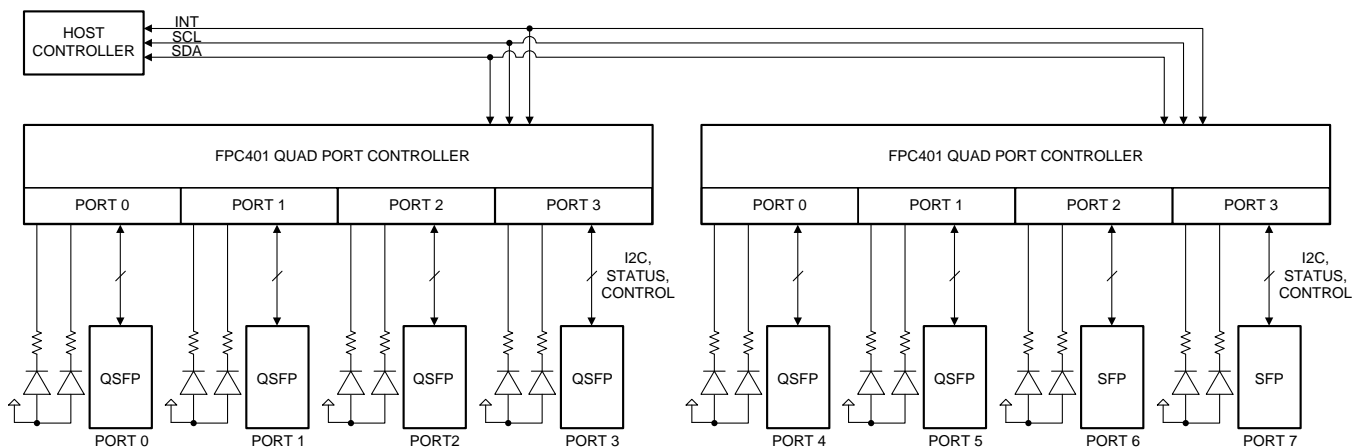 HOST
CONTROLLER
INT
SCL
SDA
FPC401 QUAD PORT CONTROLLER
PORT 0
PORT 1
PORT 2
PORT 3
FPC401 QUAD PORT CONTROLLER
PORT 0
PORT 1
PORT 2
PORT 3
I2C,
STATUS,
CONTROL
I2C,
STATUS,
CONTROL
QSFP
QSFP
QSFP
QSFP
QSFP
QSFP
SFP
SFP
PORT 0
PORT 1
PORT2
PORT 3
PORT 4
PORT 5
PORT 6
PORT 7